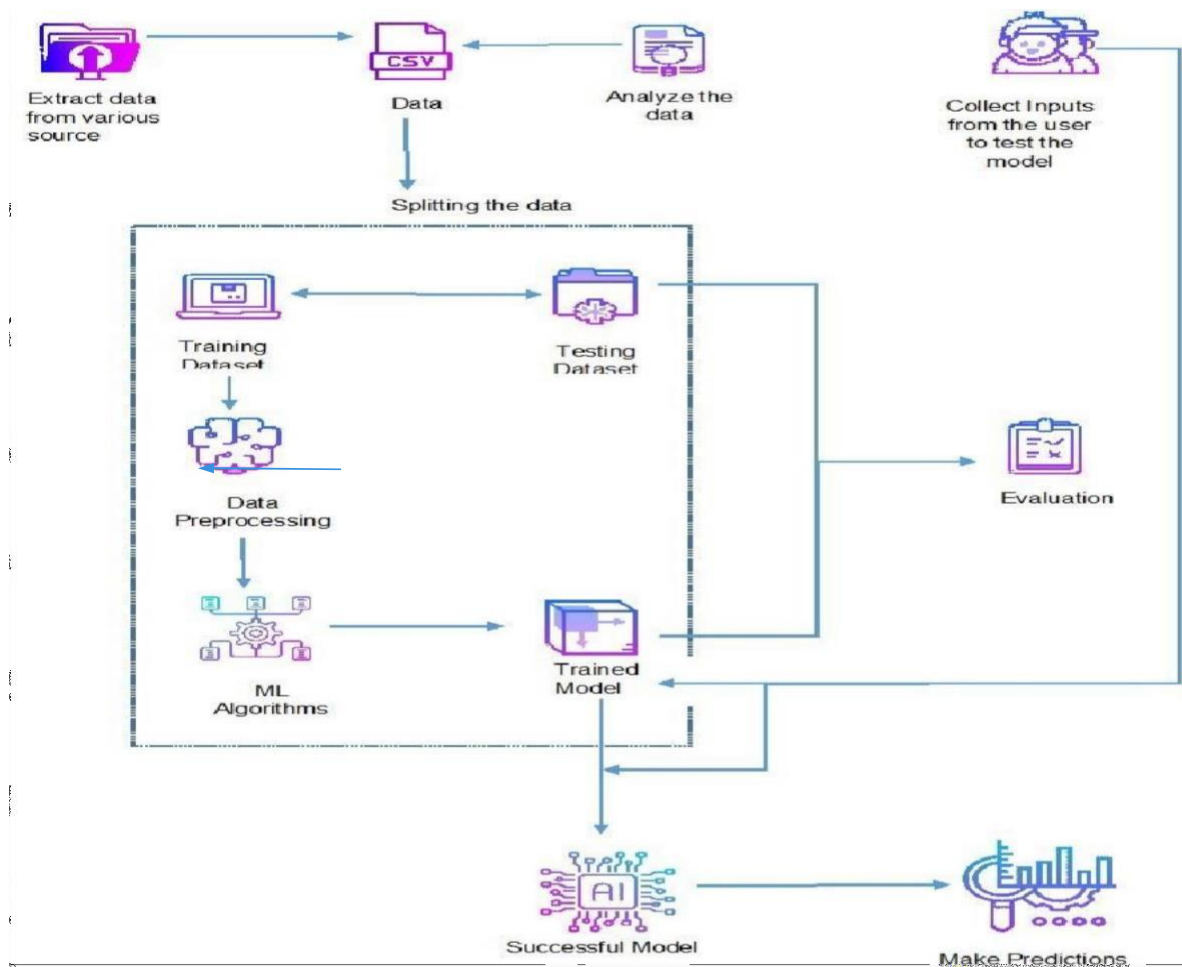 Extract data
from various
source
CSV
Data
Analyze the
data
Collect Inputs
from the user
to test the
model
Splitting the data
Training
Dataset
Testing
Dataset
Data
Preprocessing
Evaluation
ML
Algorithms
Trained
Model
AI
Successful Model
Make Predictions